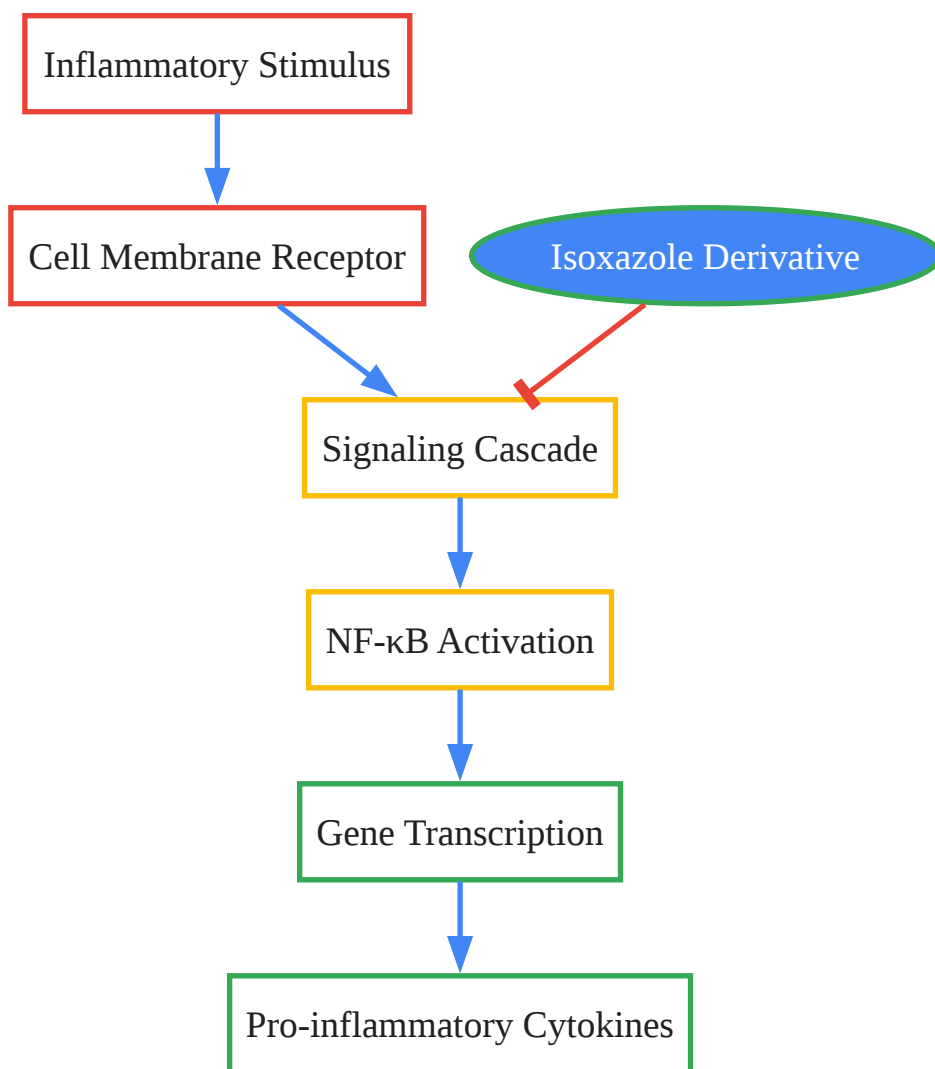 Inflammatory Stimulus
Cell Membrane Receptor
Isoxazole Derivative
Signaling Cascade
NF-κB Activation
Gene Transcription
Pro-inflammatory Cytokines